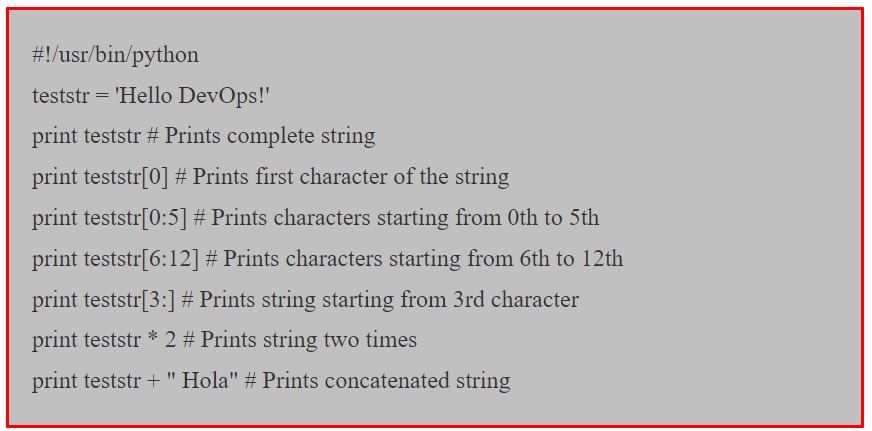 #!/usr/bin/python
teststr = 'Hello DevOps!'
print teststr # Prints complete string
print teststr[0] # Prints first character of the string
print teststr[0:5] # Prints characters starting from 0th to 5th
print teststr[6:12] # Prints characters starting from 6th to 12th
print teststr[3:] # Prints string starting from 3rd character
print teststr * 2 # Prints string two times
print teststr + " Hola" # Prints concatenated string